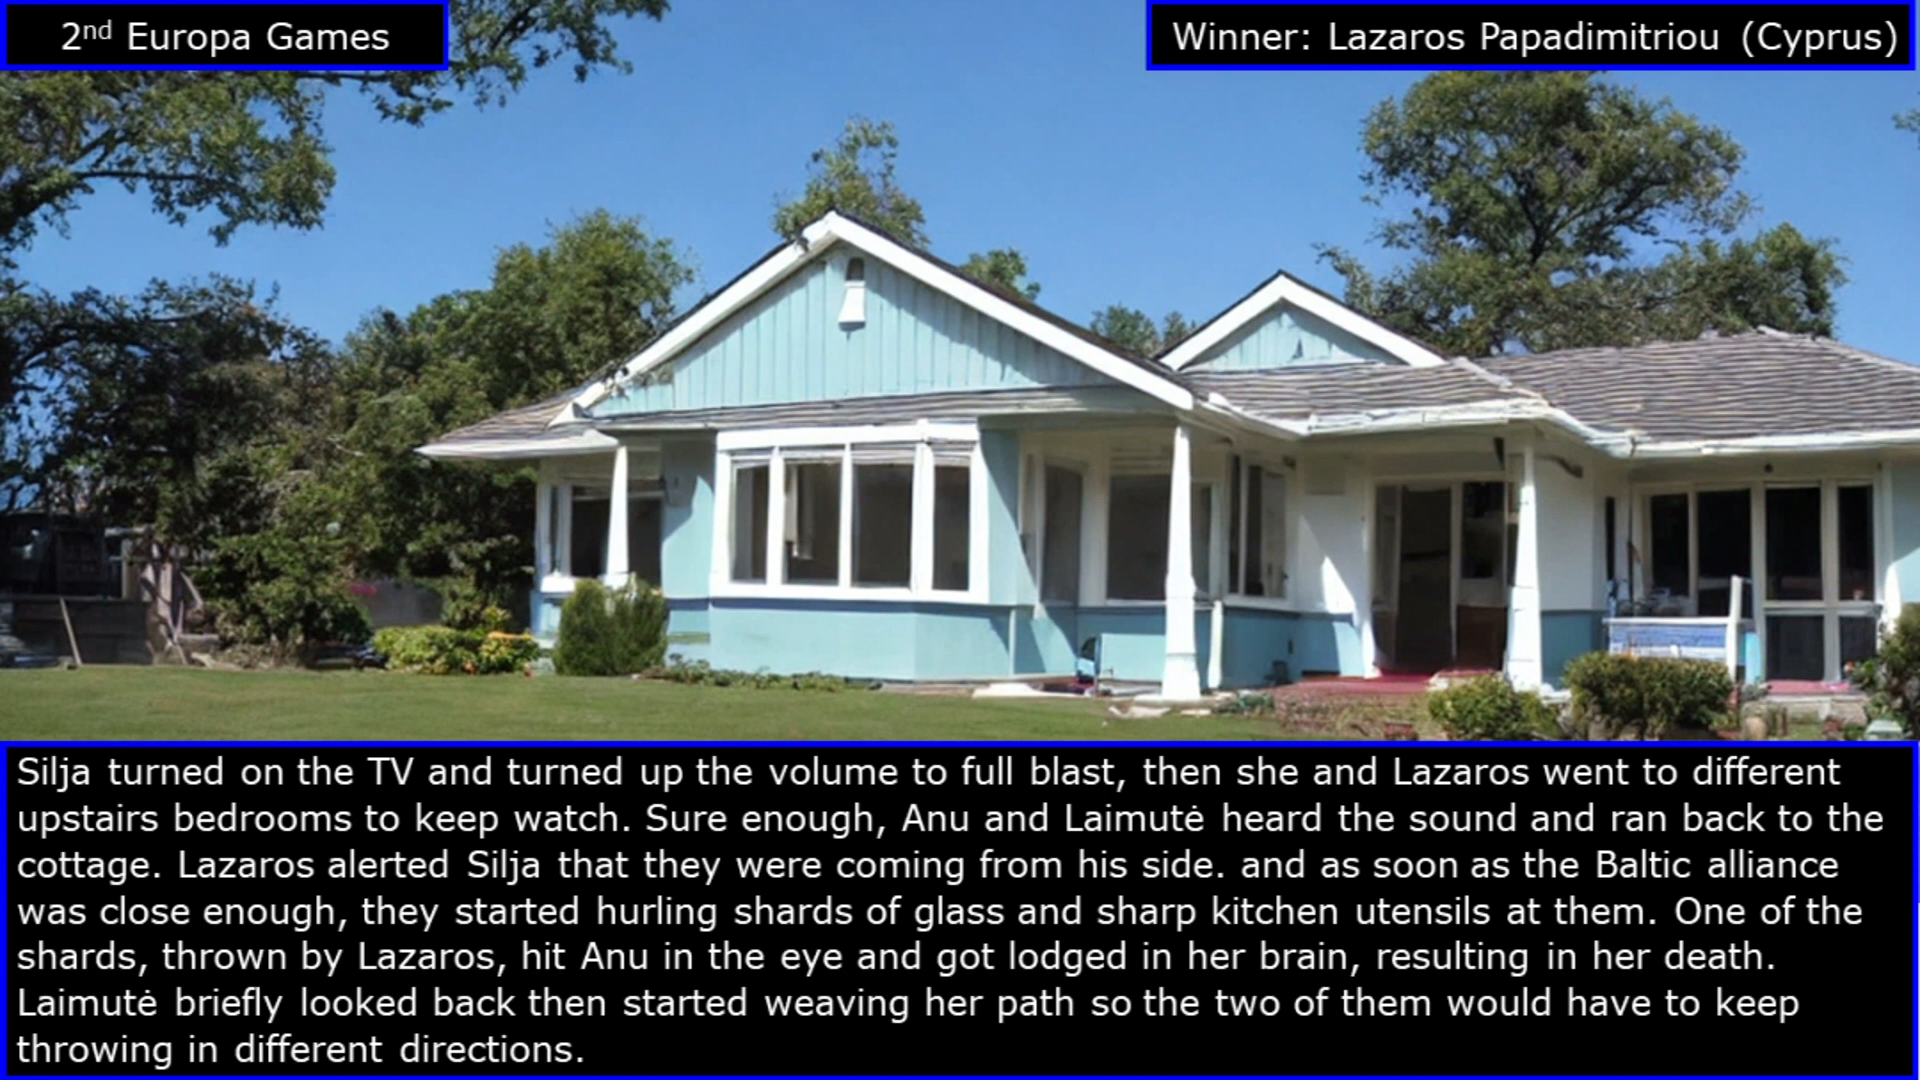 2nd Europa Games
Winner: Lazaros Papadimitriou (Cyprus)
Silja turned on the TV and turned up the volume to full blast, then she and Lazaros went to different
upstairs bedrooms to keep watch. Sure enough, Anu and Laimutė heard the sound and ran back to the
cottage. Lazaros alerted Silja that they were coming from his side. and as soon as the Baltic alliance
was close enough, they started hurling shards of glass and sharp kitchen utensils at them. One of the
shards, thrown by Lazaros, hit Anu in the eye and got lodged in her brain, resulting in her death.
Laimutė briefly looked back then started weaving her path so the two of them would have to keep
throwing in different directions.